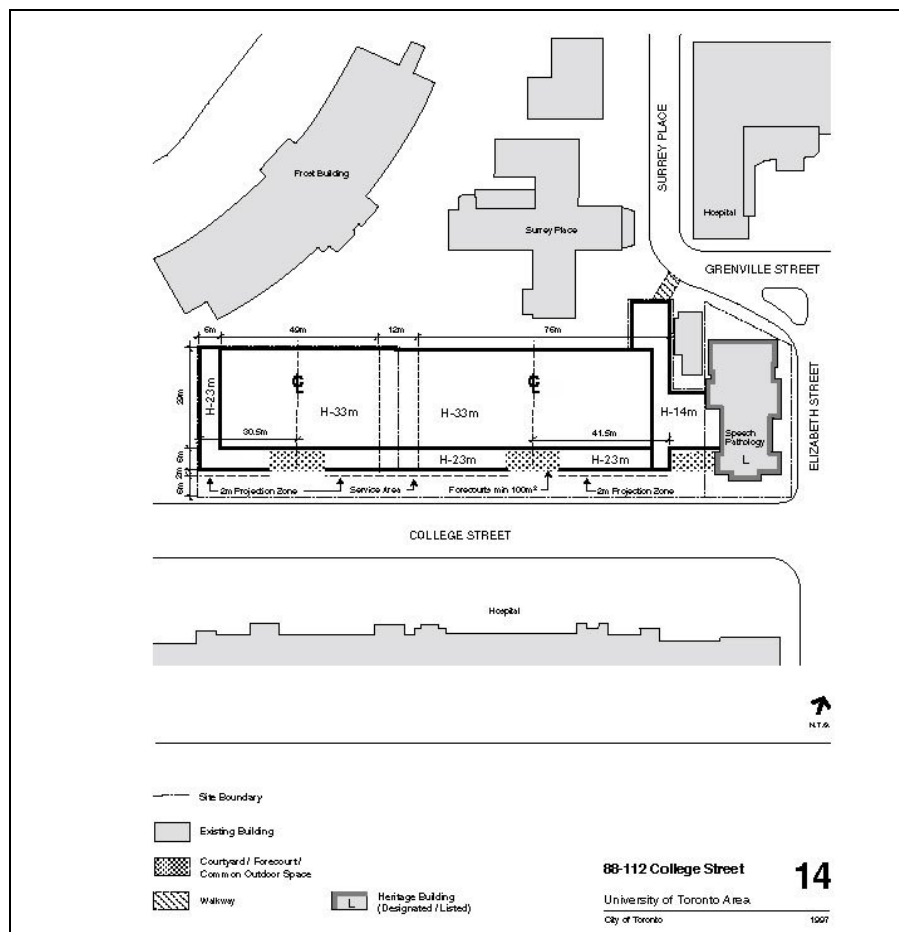 Frost Building
Surrey Place
SURREY PLACE
Hospital
GRENVILLE STREET
ELIZABETH STREET
49m
12m
76m
H-23m
H-33m
H-33m
H-14m
30.5m
41.5m
Speech
Pathology
L
H-23m
H-23m
6m
2m
6m
2m Projection Zone
Service Area
Forecourts min 100m²
2m Projection Zone
COLLEGE STREET
Hospital
N.T.S.
Site Boundary
Existing Building
Courtyard / Forecourt /
Common Outdoor Space
Walkway
L
Heritage Building
(Designated / Listed)
88-112 College Street
14
University of Toronto Area
City of Toronto
1997